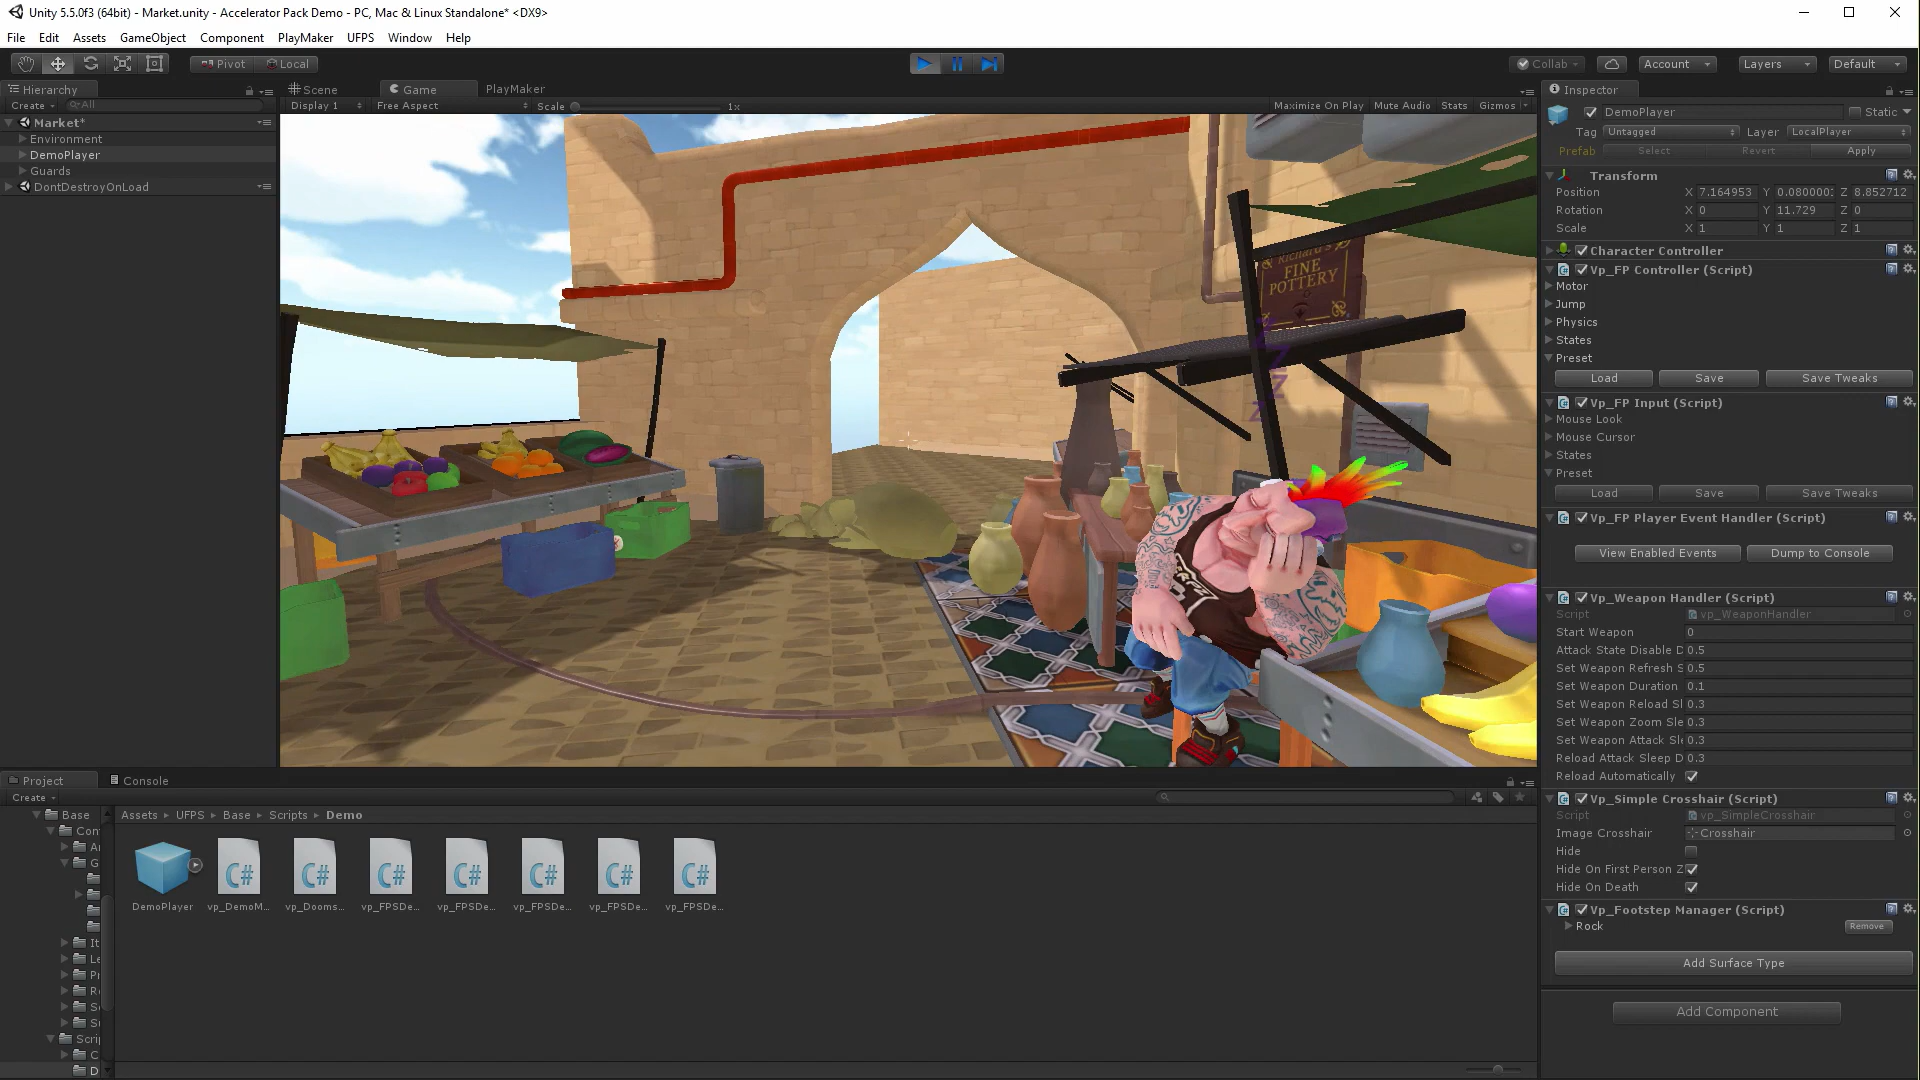 Unity 5.5.0f3 (64bit) - Market.unity - Accelerator Pack Demo - PC, Mac & Linux Standalone* <DX9>
File Edit Assets GameObject Component PlayMaker UFPS Window Help
Pivot Local Collab Account Layers Default
Hierarchy
Create All
Market*
Environment
DemoPlayer
Guards
DontDestroyOnLoad
Scene Game PlayMaker
Display 1 Free Aspect Scale 1x Maximize On Play Mute Audio Stats Gizmos
Richard's
FINE
POTTERY
Z
Z
Z
Inspector
DemoPlayer Static
Tag Untagged Layer LocalPlayer
Prefab Select Revert Apply
Transform
Position X 7.164953 Y 0.080000 Z 8.852712
Rotation X 0 Y 11.729 Z 0
Scale X 1 Y 1 Z 1
Character Controller
Vp_FP Controller (Script)
Motor
Jump
Physics
States
Preset
Load Save Save Tweaks
Vp_FP Input (Script)
Mouse Look
Mouse Cursor
States
Preset
Load Save Save Tweaks
Vp_FP Player Event Handler (Script)
View Enabled Events Dump to Console
Vp_Weapon Handler (Script)
Script vp_WeaponHandler
Start Weapon 0
Attack State Disable D 0.5
Set Weapon Refresh S 0.5
Set Weapon Duration 0.1
Set Weapon Reload Sl 0.3
Set Weapon Zoom Sle 0.3
Set Weapon Attack Sl 0.3
Reload Attack Sleep D 0.3
Reload Automatically
Vp_Simple Crosshair (Script)
Script vp_SimpleCrosshair
Image Crosshair Crosshair
Hide
Hide On First Person Z
Hide On Death
Vp_Footstep Manager (Script)
Rock Remove
Add Surface Type
Add Component
Project Console
Create
Base
Con
A
G
It
Le
Pr
R
S
S
Scrip
C
D
Assets UFPS Base Scripts Demo
C# C# C# C# C# C# C#
DemoPlayer vp_DemoM... vp_Dooms... vp_FPSDe... vp_FPSDe... vp_FPSDe... vp_FPSDe... vp_FPSDe...